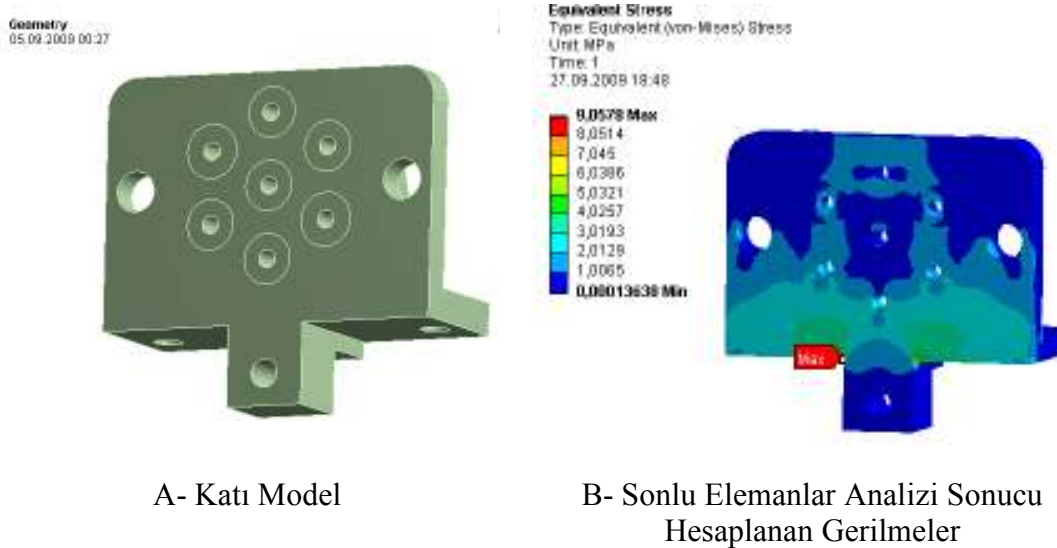 Geometry
05.09.2009 00:27
Equivalent Stress
Type: Equivalent (von-Mises) Stress
Unit: MPa
Time: 1
27.09.2009 18:48
9,0578 Max
8,0514
7,045
6,0386
5,0321
4,0257
3,0193
2,0129
1,0065
0,00013638 Min
Max
A- Katı Model
B- Sonlu Elemanlar Analizi Sonucu
Hesaplanan Gerilmeler